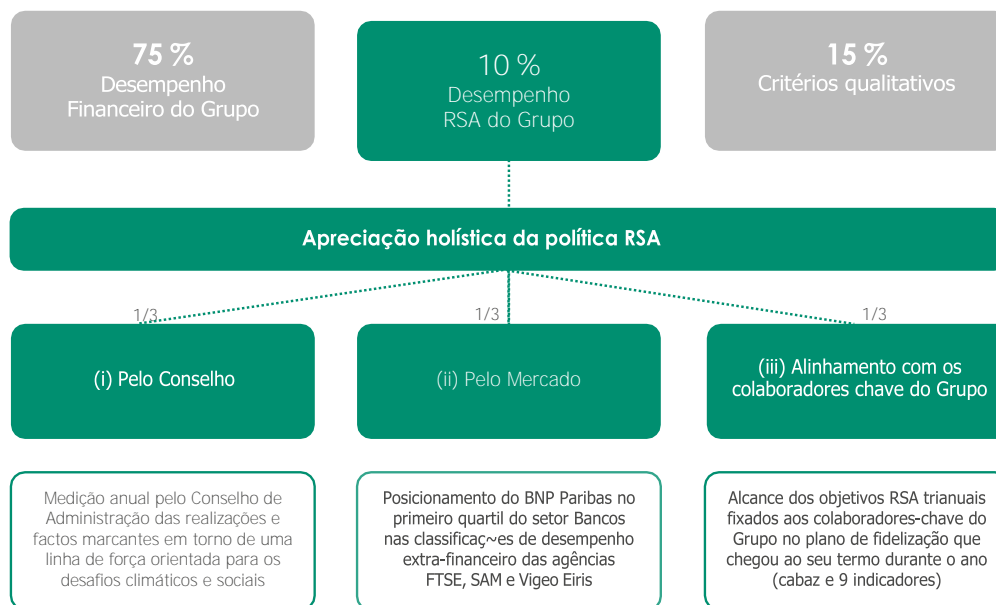 75 %
Desempenho
Financeiro do Grupo
10 %
Desempenho
RSA do Grupo
15 %
Critérios qualitativos
Apreciação holística da política RSA
1/3
1/3
1/3
(i) Pelo Conselho
(ii) Pelo Mercado
(iii) Alinhamento com os
colaboradores chave do Grupo
Medição anual pelo Conselho de
Administração das realizações e
factos marcantes em torno de uma
linha de força orientada para os
desafios climáticos e sociais
Posicionamento do BNP Paribas no
primeiro quartil do setor Bancos
nas classificaç~es de desempenho
extra-financeiro das agências
FTSE, SAM e Vigeo Eiris
Alcance dos objetivos RSA trianuais
fixados aos colaboradores-chave do
Grupo no plano de fidelização que
chegou ao seu termo durante o ano
(cabaz e 9 indicadores)